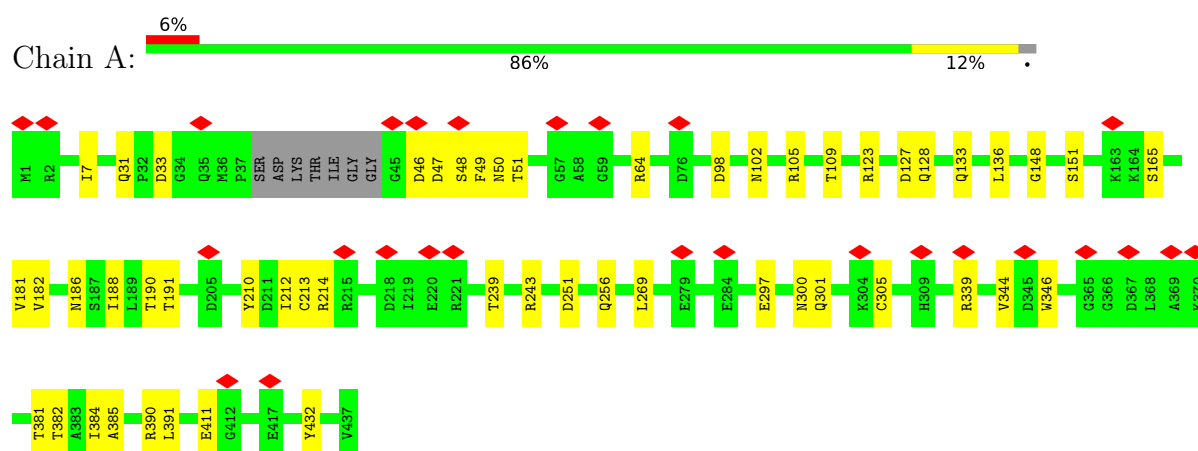 6%
Chain A:
86% 12% •
M1 R2 I7 Q31 P32 D33 G34 Q35 M36 P37 SER ASP LYS THR ILE GLY GLY G45 D46 D47 S48 F49 N50 T51 G57 A58 G59 R64 D76 D98 N102 R105 T109 R123 D127 Q128 Q133 L136 G148 S151 K163 K164 S165
V181 V182 N186 S187 I188 L189 T190 T191 D205 Y210 D211 I212 C213 R214 R215 D218 I219 E220 R221 T239 R243 D251 Q256 L269 E279 E284 E297 N300 Q301 K304 C305 H309 R339 V344 D345 W346 G365 G366 D367 L368 A369 K370
T381 T382 A383 I384 A385 R390 L391 E411 G412 E417 Y432 V437